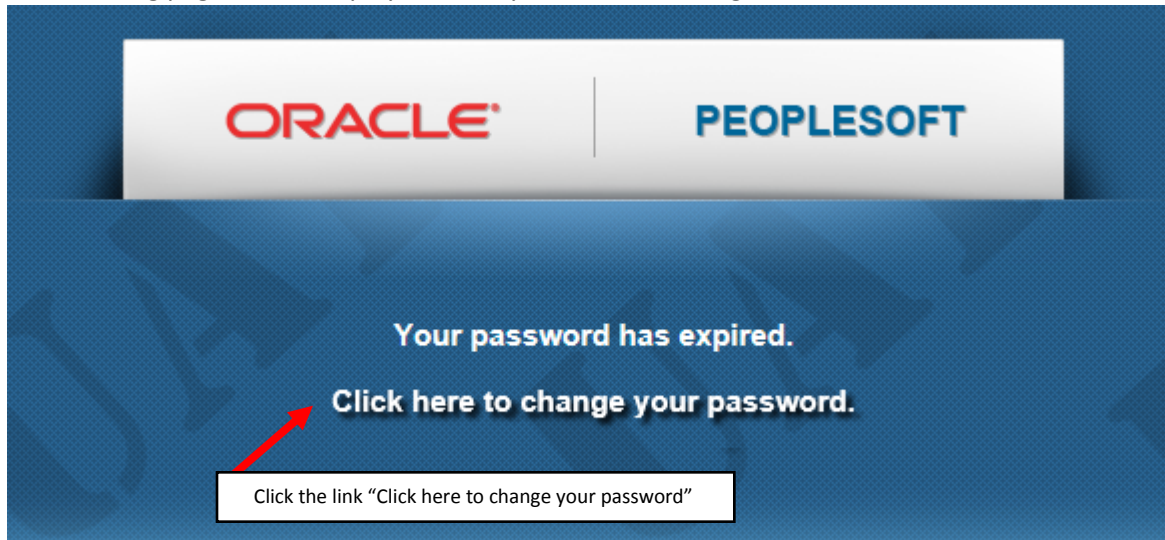 ORACLE
PEOPLESOFT
Your password has expired.
Click here to change your password.
Click the link “Click here to change your password”